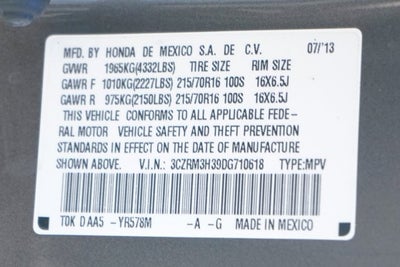 MFD. BY HONDA DE MEXICO S.A. DE C.V. 07/'13
GVWR 1965KG(4332LBS) TIRE SIZE RIM SIZE
GAWR F 1010KG(2227LBS) 215/70R16 100S 16X6.5J
GAWR R 975KG(2150LBS) 215/70R16 100S 16X6.5J
THIS VEHICLE CONFORMS TO ALL APPLICABLE FEDE-
RAL MOTOR VEHICLE SAFETY AND THEFT PREVENTION
STANDARDS IN EFFECT ON THE DATE OF MANUFACTURE
SHOWN ABOVE. V.I.N.: 3CZRM3H39DG710618 TYPE:MPV
TDK DAA5 -YR578M -A -G MADE IN MEXICO